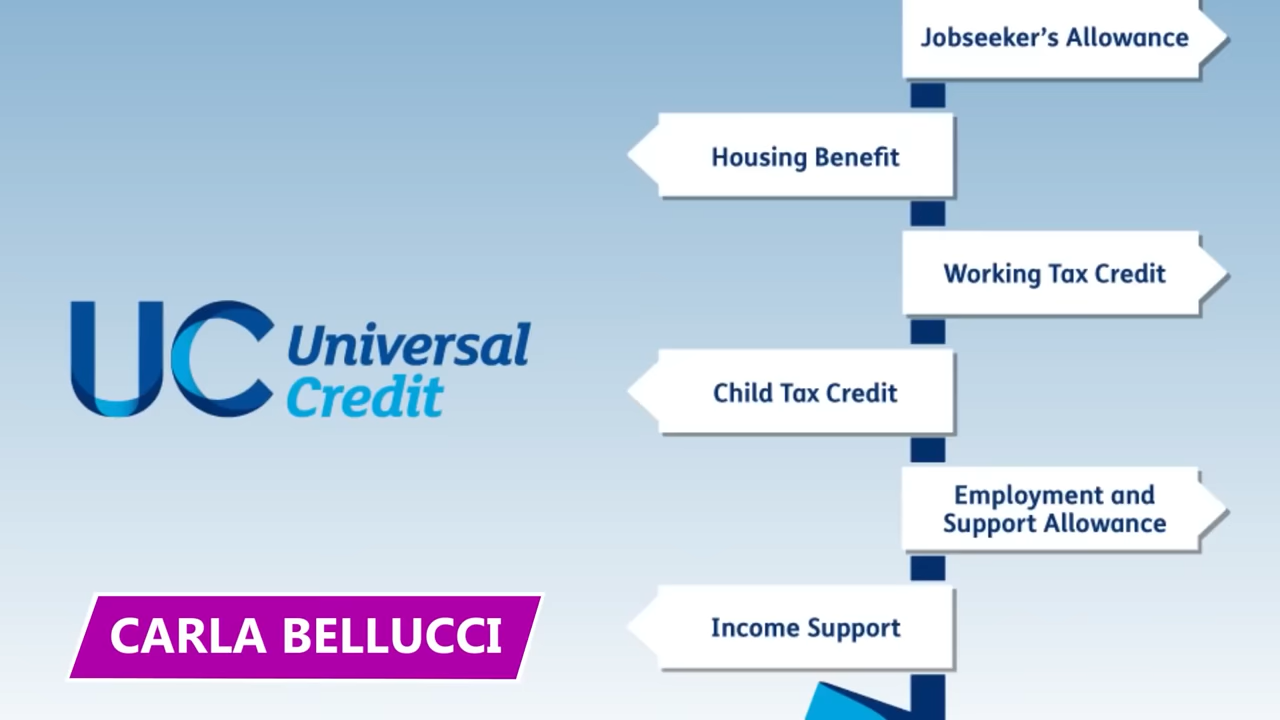 Jobseeker’s Allowance
Housing Benefit
Working Tax Credit
UC Universal
Credit
Child Tax Credit
Employment and
Support Allowance
Income Support
CARLA BELLUCCI